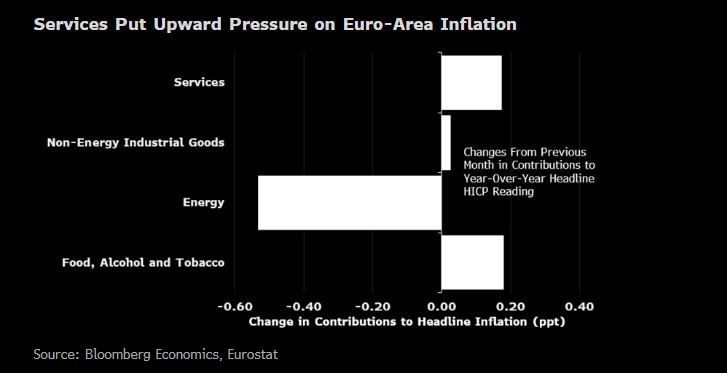 Services Put Upward Pressure on Euro-Area Inflation
Services
Non-Energy Industrial Goods
Changes From Previous
Month in Contributions to
Year-Over-Year Headline
HICP Reading
Energy
Food, Alcohol and Tobacco
-0.60 -0.40 -0.20 0.00 0.20 0.40
Change in Contributions to Headline Inflation (ppt)
Source: Bloomberg Economics, Eurostat